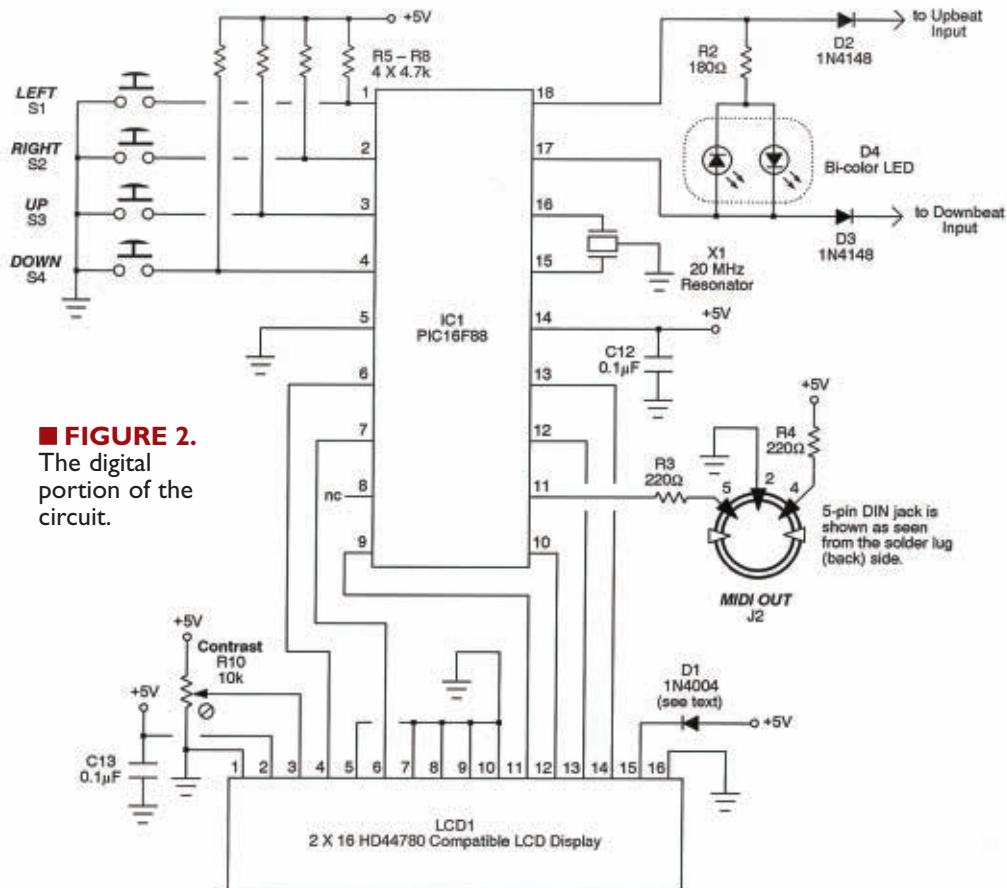 +5V
R5 – R8
4 X 4.7k
LEFT
S1
RIGHT
S2
UP
S3
DOWN
S4
1
2
3
4
5
6
7
nc
8
9
IC1
PIC16F88
18
17
16
15
14
13
12
11
10
R2
180Ω
D2
1N4148
to Upbeat
Input
D4
Bi-color LED
D3
1N4148
to Downbeat
Input
X1
20 MHz
Resonator
+5V
C12
0.1µF
+5V
R4
220Ω
R3
220Ω
5
2
4
5-pin DIN jack is
shown as seen
from the solder lug
(back) side.
MIDI OUT
J2
■ FIGURE 2.
The digital
portion of the
circuit.
+5V
Contrast
R10
10k
+5V
C13
0.1µF
D1
1N4004
(see text)
+5V
1 2 3 4 5 6 7 8 9 10 11 12 13 14 15 16
LCD1
2 X 16 HD44780 Compatible LCD Display